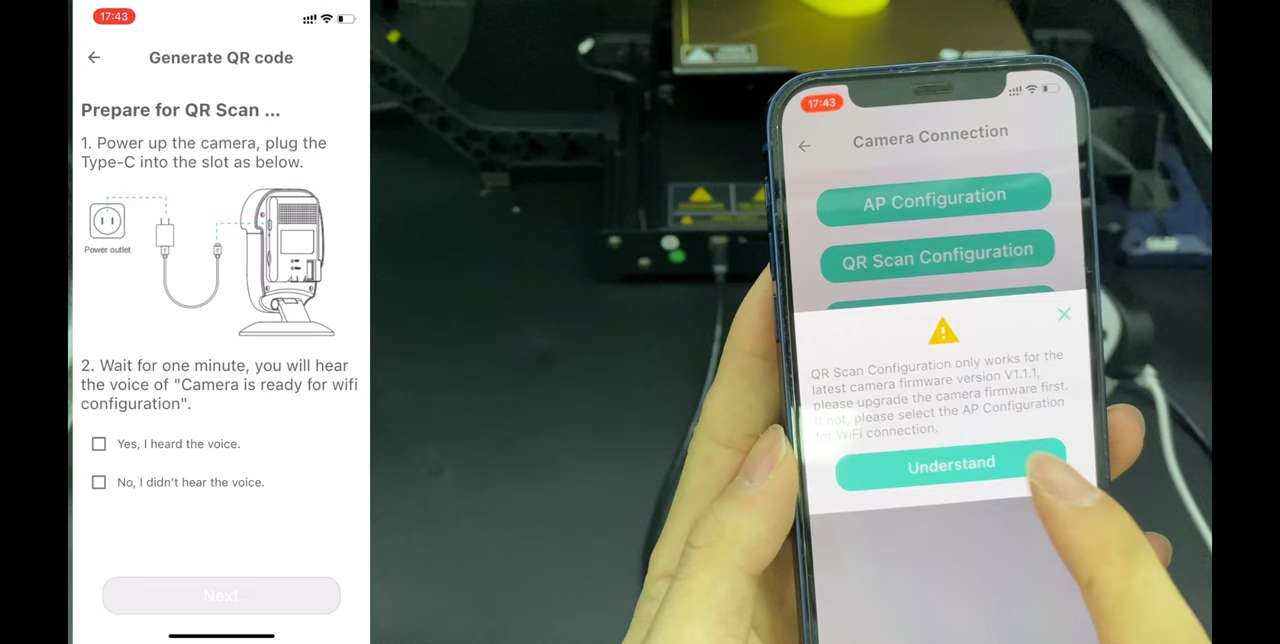 17:43
Generate QR code
Prepare for QR Scan ...
1. Power up the camera, plug the
Type-C into the slot as below.
Power outlet
2. Wait for one minute, you will hear
the voice of "Camera is ready for wifi
configuration".
Yes, I heard the voice.
No, I didn't hear the voice.
Next
17:43
Camera Connection
AP Configuration
QR Scan Configuration
QR Scan Configuration only works for the
latest camera firmware version V1.1.1,
please upgrade the camera firmware first.
If not, please select the AP Configuration
for WiFi connection.
Understand